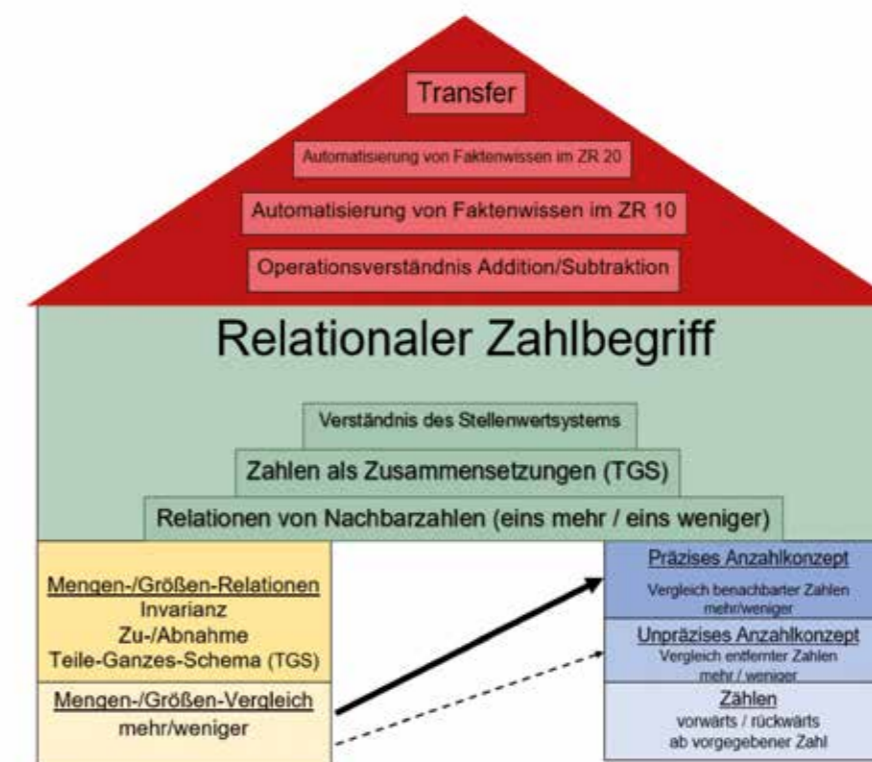 Transfer
Automatisierung von Faktenwissen im ZR 20
Automatisierung von Faktenwissen im ZR 10
Operationsverständnis Addition/Subtraktion
Relationaler Zahlbegriff
Verständnis des Stellenwertsystems
Zahlen als Zusammensetzungen (TGS)
Relationen von Nachbarzahlen (eins mehr / eins weniger)
Mengen-/Größen-Relationen
Invarianz
Zu-/Abnahme
Teile-Ganzes-Schema (TGS)
Mengen-/Größen-Vergleich
mehr/weniger
Präzises Anzahlkonzept
Vergleich benachbarter Zahlen
mehr/weniger
Unpräzises Anzahlkonzept
Vergleich entfernter Zahlen
mehr / weniger
Zählen
vorwärts / rückwärts
ab vorgegebener Zahl